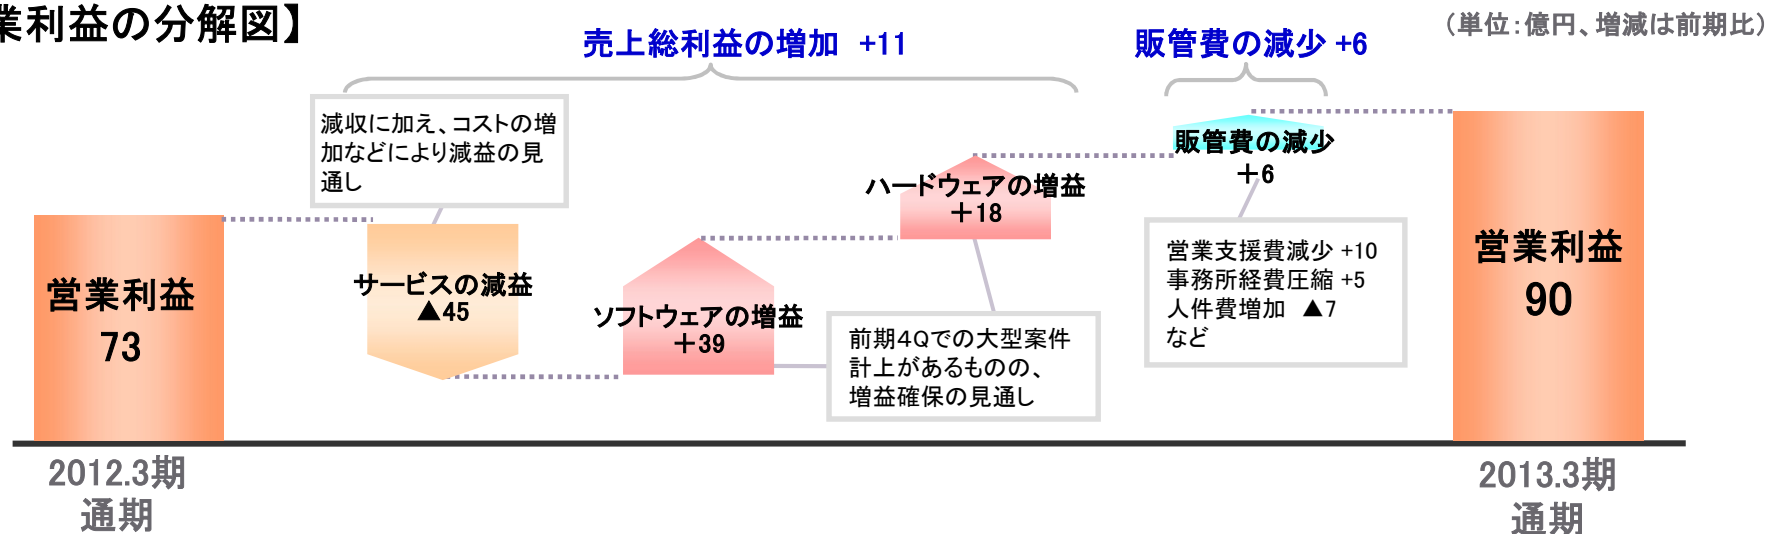 業利益の分解図】
（単位：億円、増減は前期比）
売上総利益の増加 +11
販管費の減少 +6
減収に加え、コストの増
加などにより減益の見
通し
販管費の減少
＋6
ハードウェアの増益
＋18
営業利益
73
サービスの減益
▲45
ソフトウェアの増益
＋39
前期4Qでの大型案件
計上があるものの、
増益確保の見通し
営業支援費減少 +10
事務所経費圧縮 +5
人件費増加 ▲7
など
営業利益
90
2012.3期
通期
2013.3期
通期